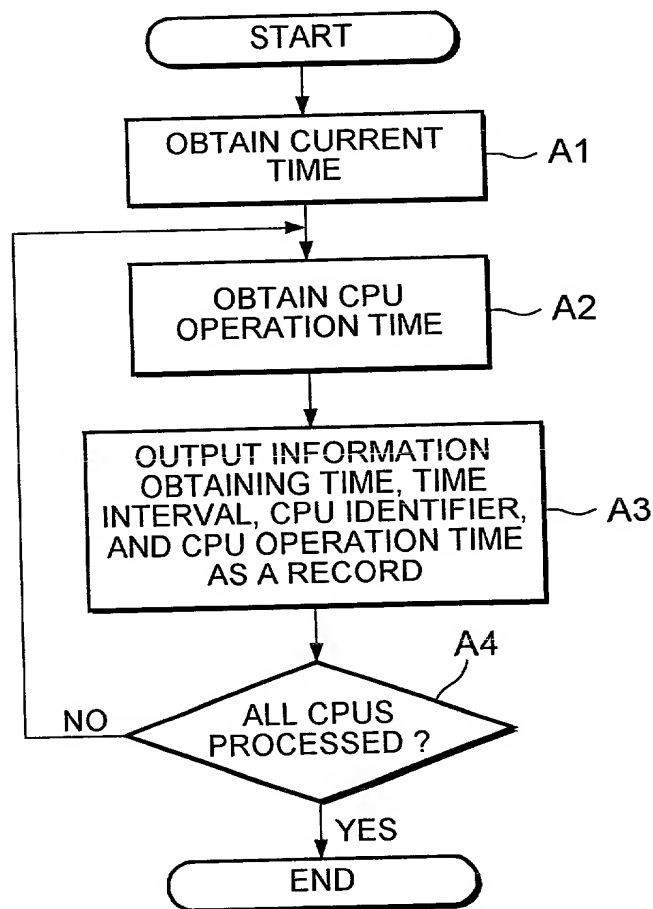 START
OBTAIN CURRENT
TIME
A1
OBTAIN CPU
OPERATION TIME
A2
OUTPUT INFORMATION
OBTAINING TIME, TIME
INTERVAL, CPU IDENTIFIER,
AND CPU OPERATION TIME
AS A RECORD
A3
A4
ALL CPUS
PROCESSED ?
NO
YES
END